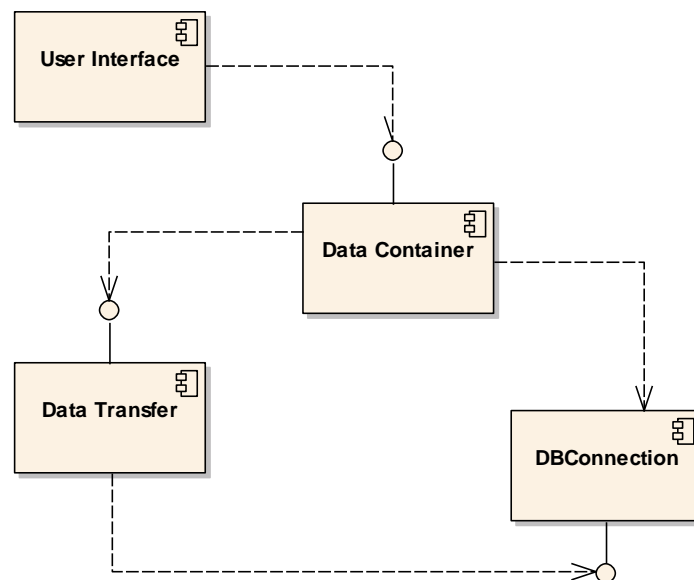 User Interface
Data Container
Data Transfer
DBConnection